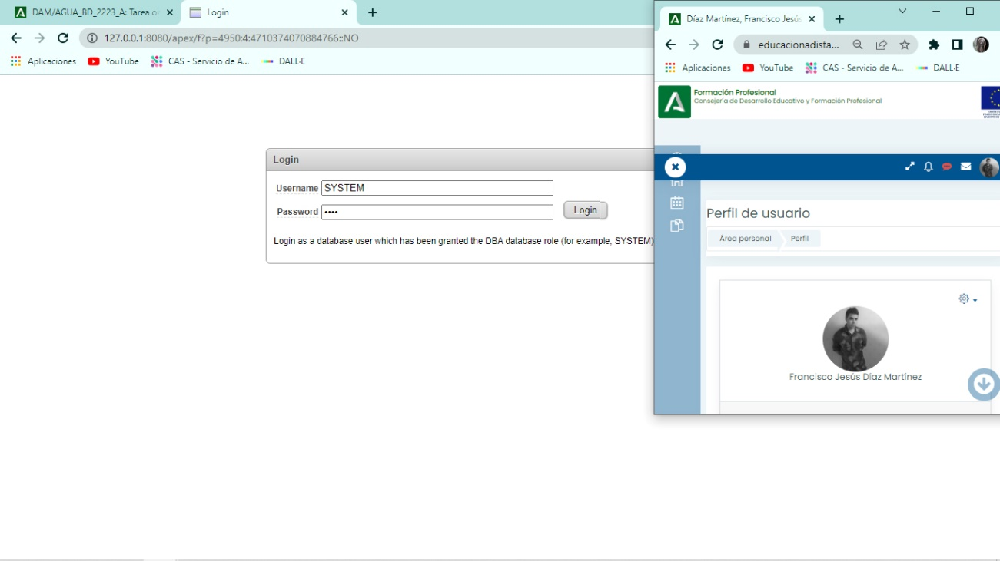 DAM/AGUA_BD_2223_A: Tarea or
Login
127.0.0.1:8080/apex/f?p=4950:4:4710374070884766::NO
Aplicaciones
YouTube
CAS - Servicio de A...
DALL·E
Login
Username SYSTEM
Password ••••
Login
Login as a database user which has been granted the DBA database role (for example, SYSTEM)
Díaz Martínez, Francisco Jesús
educacionadista...
Aplicaciones
YouTube
CAS - Servicio de A...
DALL·E
Formación Profesional
Consejería de Desarrollo Educativo y Formación Profesional
Perfil de usuario
Área personal
Perfil
Francisco Jesús Díaz Martínez